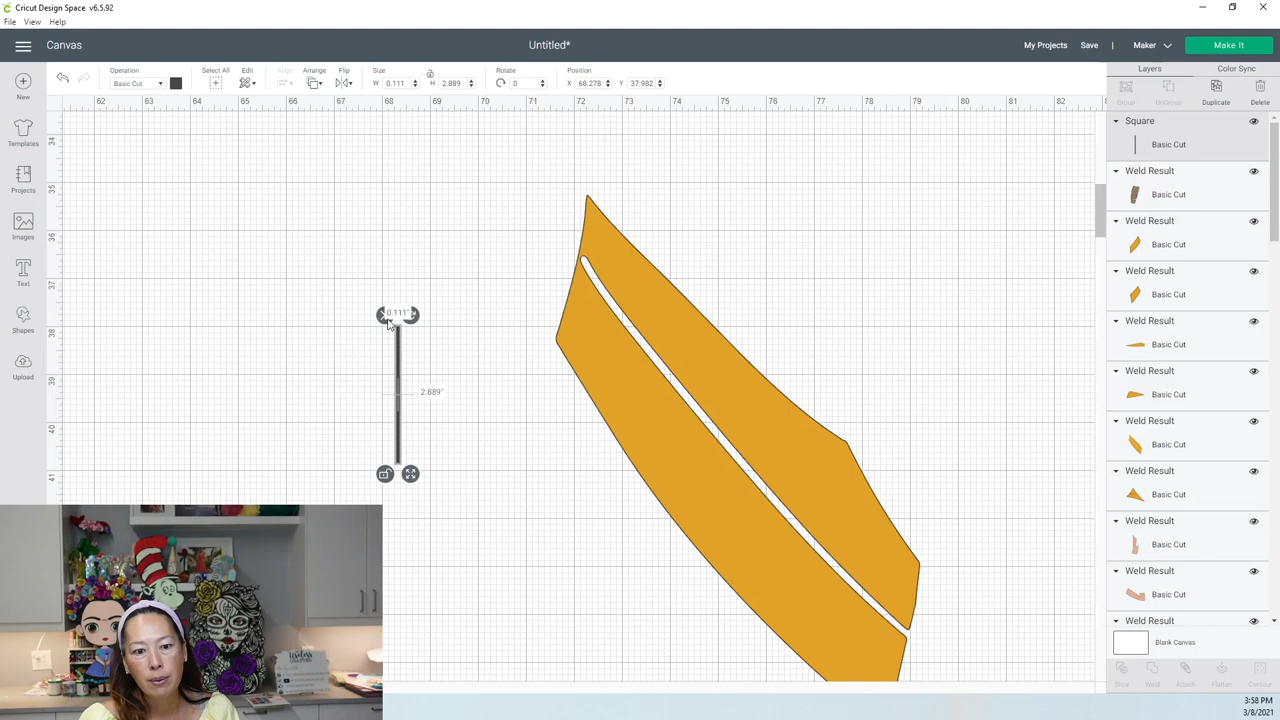 Cricut Design Space v6.5.92
File View Help
Canvas
Untitled*
My Projects Save Maker Make It
Operation
Basic Cut
Select All
Edit
Align
Arrange
Flip
Size
W 0.111 H 2.889
Rotate
0
Position
X 68.278 Y 37.982
Layers Color Sync
Group UnGroup Duplicate Delete
New
Templates
Projects
Images
Text
Shapes
Upload
62 63 64 65 66 67 68 69 70 71 72 73 74 75 76 77 78 79 80 81 82
34
35
36
37
38
39
40
41
0.111"
2.889"
Square
Basic Cut
Weld Result
Basic Cut
Weld Result
Basic Cut
Weld Result
Basic Cut
Weld Result
Basic Cut
Weld Result
Basic Cut
Weld Result
Basic Cut
Weld Result
Basic Cut
Weld Result
Basic Cut
Weld Result
Basic Cut
Weld Result
Blank Canvas
Slice Weld Attach Flatten Contour
3:58 PM
3/8/2021